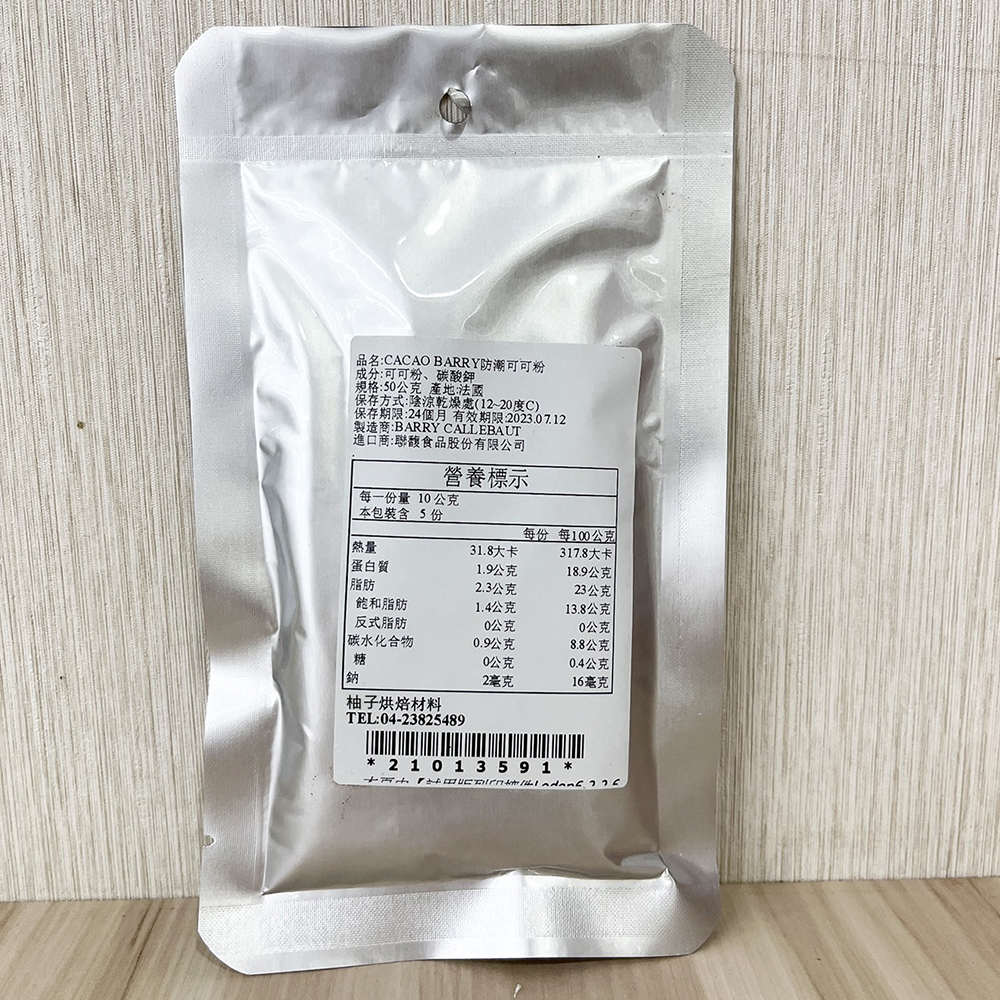 品名:CACAO BARRY防潮可可粉
成分:可可粉、碳酸鉀
規格:50公克 產地:法國
保存方式:陰涼乾燥處(12~20度C)
保存期限:24個月 有效期限:2023.07.12
製造商:BARRY CALLEBAUT
進口商:聯馥食品股份有限公司
營養標示
每一份量 10公克
本包裝含 5 份
每份 每100公克
熱量 31.8大卡 317.8大卡
蛋白質 1.9公克 18.9公克
脂肪 2.3公克 23公克
飽和脂肪 1.4公克 13.8公克
反式脂肪 0公克 0公克
碳水化合物 0.9公克 8.8公克
糖 0公克 0.4公克
鈉 2毫克 16毫克
柚子烘焙材料
TEL:04-23825489
*21013591*